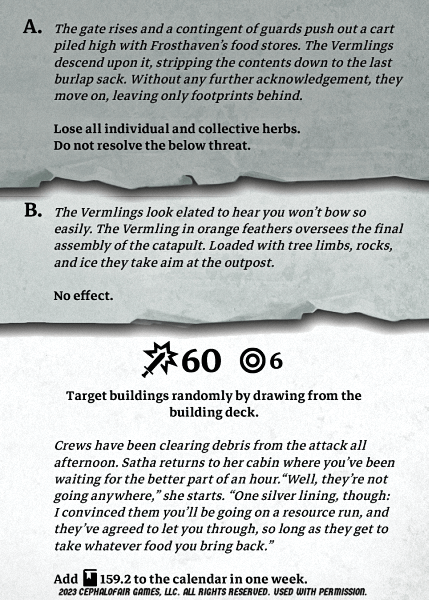 A. The gate rises and a contingent of guards push out a cart
piled high with Frosthaven's food stores. The Vermlings
descend upon it, stripping the contents down to the last
burlap sack. Without any further acknowledgement, they
move on, leaving only footprints behind.
Lose all individual and collective herbs.
Do not resolve the below threat.
B. The Vermlings look elated to hear you won't bow so
easily. The Vermling in orange feathers oversees the final
assembly of the catapult. Loaded with tree limbs, rocks,
and ice they take aim at the outpost.
No effect.
60 6
Target buildings randomly by drawing from the
building deck.
Crews have been clearing debris from the attack all
afternoon. Satha returns to her cabin where you've been
waiting for the better part of an hour.“Well, they're not
going anywhere,” she starts. “One silver lining, though:
I convinced them you'll be going on a resource run, and
they've agreed to let you through, so long as they get to
take whatever food you bring back.”
Add 159.2 to the calendar in one week.
2023 CEPHALOFAIR GAMES, LLC. ALL RIGHTS RESERVED. USED WITH PERMISSION.